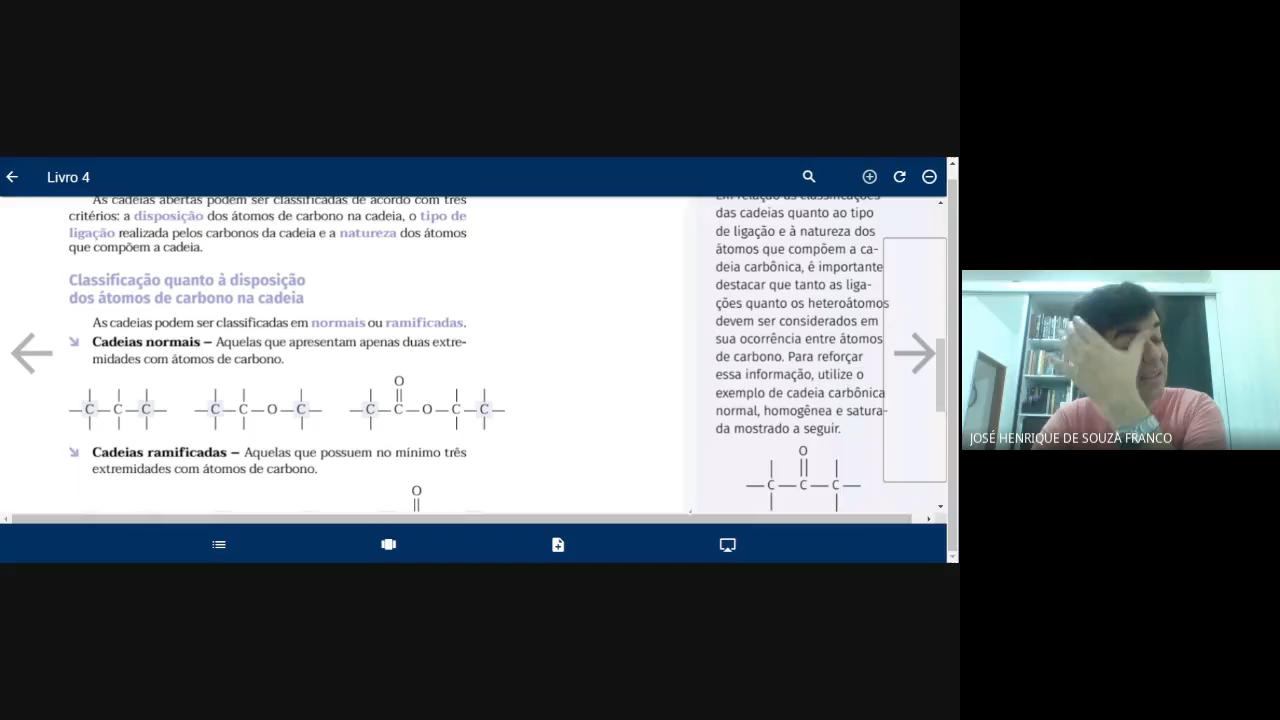 Livro 4
As cadeias abertas podem ser classificadas de acordo com três
critérios: a disposição dos átomos de carbono na cadeia, o tipo de
ligação realizada pelos carbonos da cadeia e a natureza dos átomos
que compõem a cadeia.
Classificação quanto à disposição
dos átomos de carbono na cadeia
As cadeias podem ser classificadas em normais ou ramificadas.
Cadeias normais – Aquelas que apresentam apenas duas extre-
midades com átomos de carbono.
O
C C C C C O C C C O C C
Cadeias ramificadas – Aquelas que possuem no mínimo três
extremidades com átomos de carbono.
O
Em relação às classificações
das cadeias quanto ao tipo
de ligação e à natureza dos
átomos que compõem a ca-
deia carbônica, é importante
destacar que tanto as liga-
ções quanto os heteroátomos
devem ser considerados em
sua ocorrência entre átomos
de carbono. Para reforçar
essa informação, utilize o
exemplo de cadeia carbônica
normal, homogênea e satura-
da mostrado a seguir.
O
C C C
JOSÉ HENRIQUE DE SOUZA FRANCO